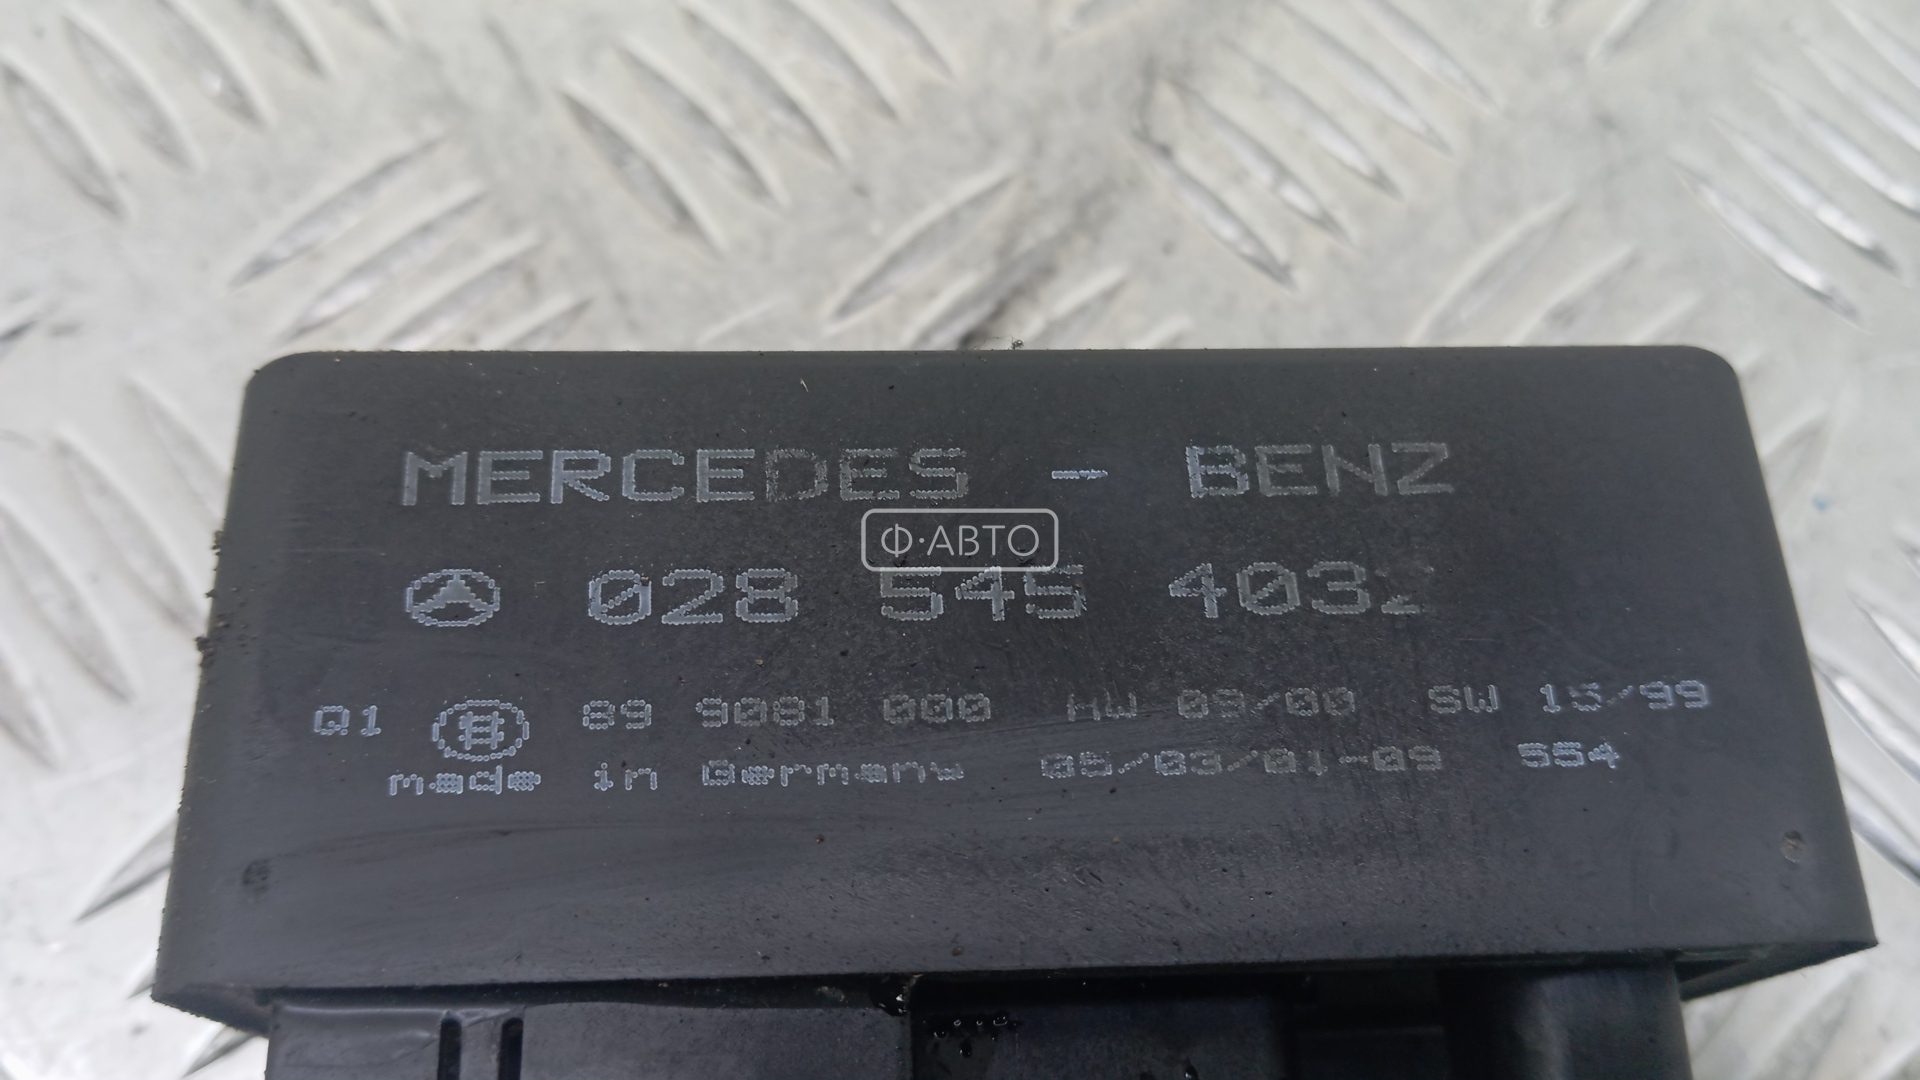 MERCEDES - BENZ
Ф·АВТО
028 545 4032
Q1 89 9081 000 HW 09/00 SW 15/99
made in Germany 05/03/01-09 554